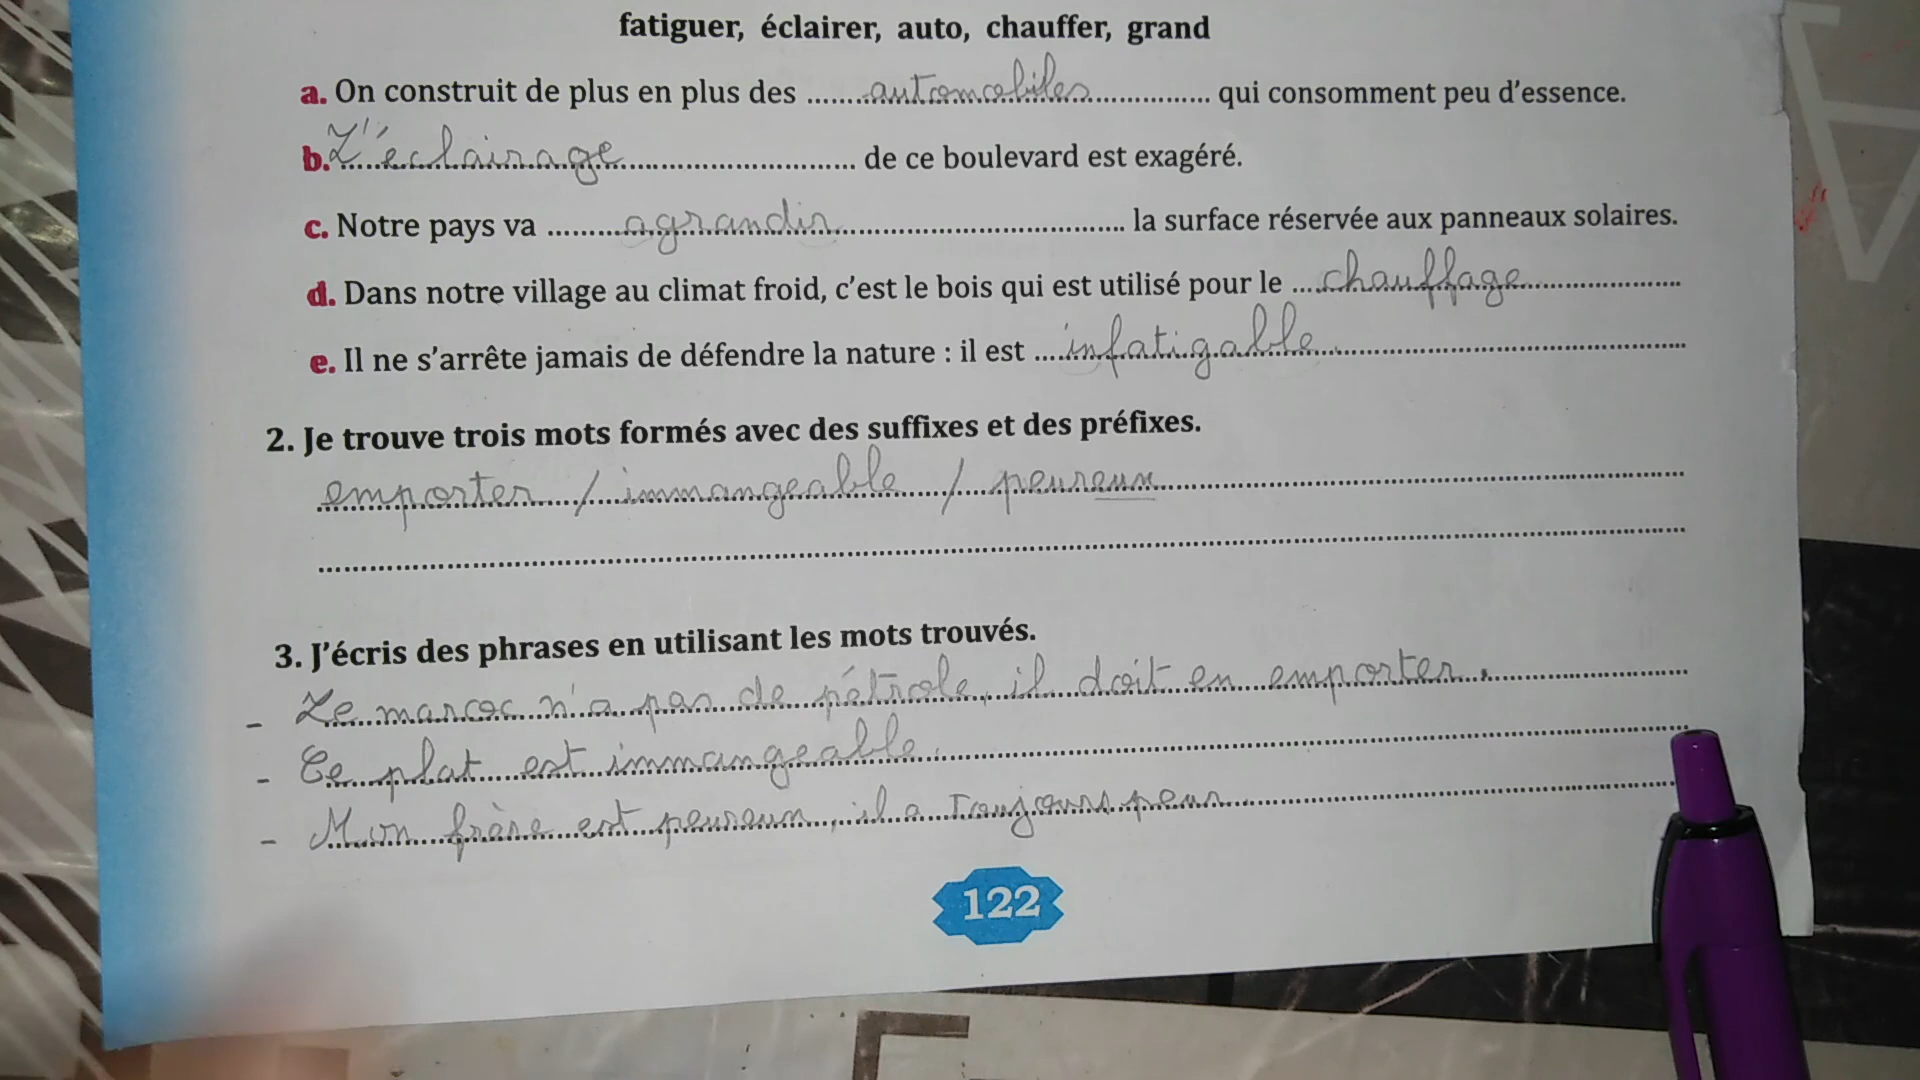 fatiguer, éclairer, auto, chauffer, grand
a. On construit de plus en plus des ....... automobiles ............ qui consomment peu d'essence.
b. L'éclairage ............ de ce boulevard est exagéré.
c. Notre pays va ........ agrandir ............ la surface réservée aux panneaux solaires.
d. Dans notre village au climat froid, c'est le bois qui est utilisé pour le .... chauffage ............
e. Il ne s'arrête jamais de défendre la nature : il est .... infatigable ............
2. Je trouve trois mots formés avec des suffixes et des préfixes.
emporter / immangeable / peureux
3. J'écris des phrases en utilisant les mots trouvés.
- Le maroc n'a pas de pétrole, il doit en emporter.
- Ce plat est immangeable.
- Mon frère est peureux, il a toujours peur
122